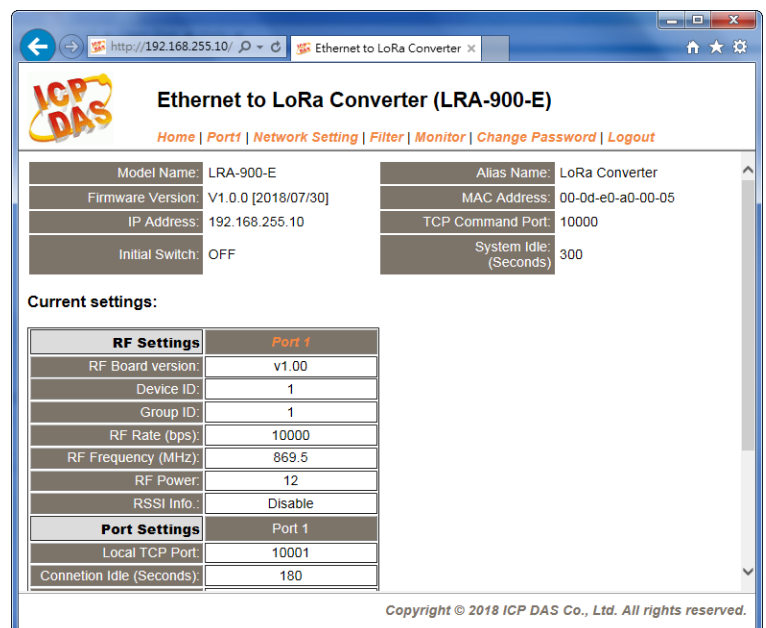 http://192.168.255.10/
Ethernet to LoRa Converter
ICP DAS
Ethernet to LoRa Converter (LRA-900-E)
Home | Port1 | Network Setting | Filter | Monitor | Change Password | Logout
Model Name: LRA-900-E Alias Name: LoRa Converter
Firmware Version: V1.0.0 [2018/07/30] MAC Address: 00-0d-e0-a0-00-05
IP Address: 192.168.255.10 TCP Command Port: 10000
Initial Switch: OFF System Idle: (Seconds) 300
Current settings:
RF Settings Port 1
RF Board version: v1.00
Device ID: 1
Group ID: 1
RF Rate (bps): 10000
RF Frequency (MHz): 869.5
RF Power: 12
RSSI Info.: Disable
Port Settings Port 1
Local TCP Port: 10001
Connetion Idle (Seconds): 180
Copyright © 2018 ICP DAS Co., Ltd. All rights reserved.